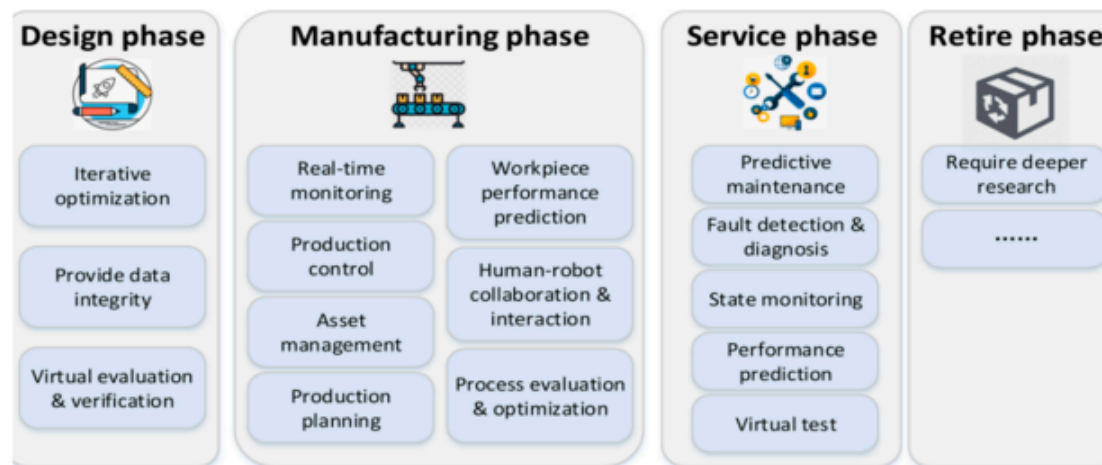 Design phase
Iterative
optimization
Provide data
integrity
Virtual evaluation
& verification
Manufacturing phase
Real-time
monitoring
Production
control
Asset
management
Production
planning
Workpiece
performance
prediction
Human-robot
collaboration &
interaction
Process evaluation
& optimization
Service phase
Predictive
maintenance
Fault detection &
diagnosis
State monitoring
Performance
prediction
Virtual test
Retire phase
Require deeper
research
......